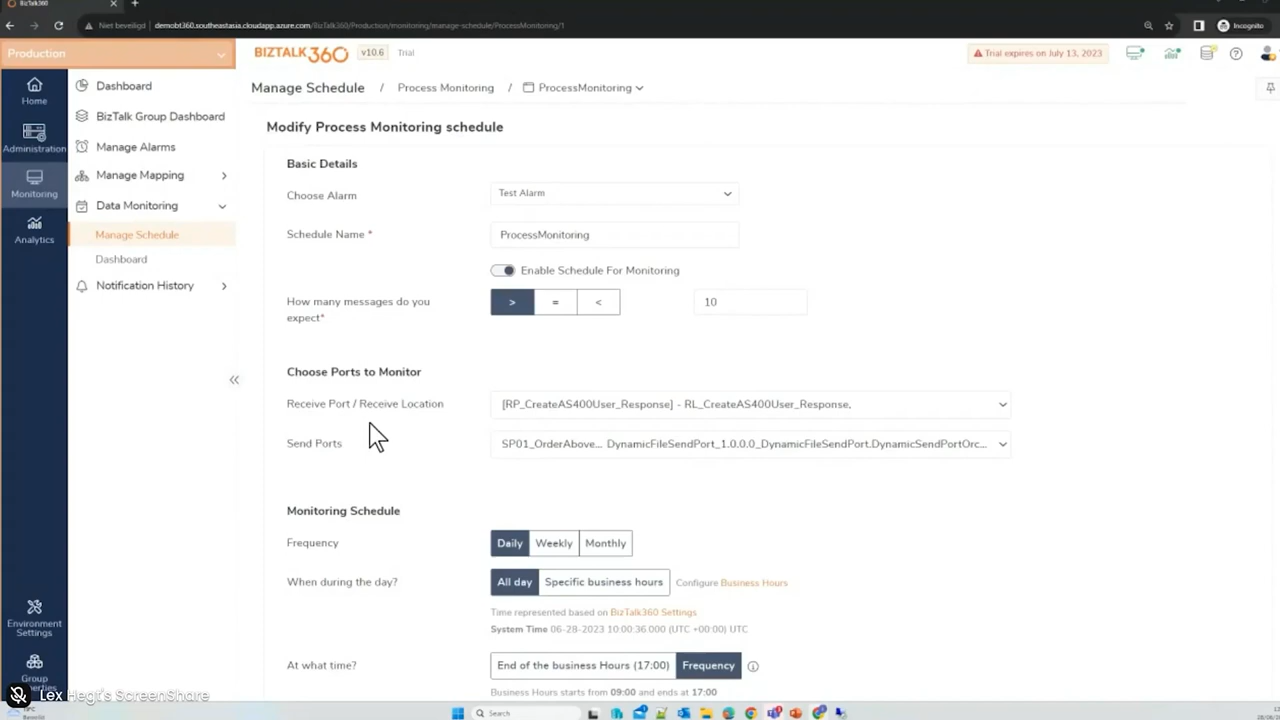 BizTalk360
Niet beveiligd
demobt360.southeastasia.cloudapp.azure.com/BizTalk360/Production/monitoring/manage-schedule/ProcessMonitoring/1
Incognito
Production
BIZTALK360 v10.6 Trial
Trial expires on July 13, 2023
Home
Administration
Monitoring
Analytics
Environment
Settings
Group
Dashboard
BizTalk Group Dashboard
Manage Alarms
Manage Mapping
Data Monitoring
Manage Schedule
Dashboard
Notification History
Manage Schedule / Process Monitoring / ProcessMonitoring
Modify Process Monitoring schedule
Basic Details
Choose Alarm Test Alarm
Schedule Name * ProcessMonitoring
Enable Schedule For Monitoring
How many messages do you
expect* > = < 10
Choose Ports to Monitor
Receive Port / Receive Location [RP_CreateAS400User_Response] - RL_CreateAS400User_Response,
Send Ports SP01_OrderAbove... DynamicFileSendPort_1.0.0.0_DynamicFileSendPort.DynamicSendPortOrc...
Monitoring Schedule
Frequency Daily Weekly Monthly
When during the day? All day Specific business hours Configure Business Hours
Time represented based on BizTalk360 Settings
System Time 06-28-2023 10:00:36.000 (UTC +00:00) UTC
At what time? End of the business Hours (17:00) Frequency
Business Hours starts from 09:00 and ends at 17:00
Lex Hegt's ScreenShare
Search